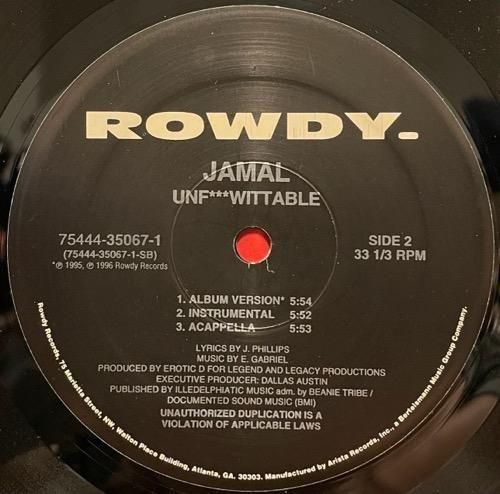 ROWDY.
JAMAL
UNF***WITTABLE
75444-35067-1
(75444-35067-1-SB)
*℗ 1995, ℗ 1996 Rowdy Records
SIDE 2
33 1/3 RPM
1. ALBUM VERSION* 5:54
2. INSTRUMENTAL 5:52
3. ACAPPELLA 5:53
LYRICS BY J. PHILLIPS
MUSIC BY E. GABRIEL
PRODUCED BY EROTIC D FOR LEGEND AND LEGACY PRODUCTIONS
EXECUTIVE PRODUCER: DALLAS AUSTIN
PUBLISHED BY ILLEDELPHATIC MUSIC adm. by BEANIE TRIBE /
DOCUMENTED SOUND MUSIC (BMI)
UNAUTHORIZED DUPLICATION IS A
VIOLATION OF APPLICABLE LAWS
Rowdy Records, 75 Marietta Street, NW, Walton Place Building, Atlanta, GA. 30303. Manufactured by Arista Records, Inc., a Bertelsmann Music Group Company.